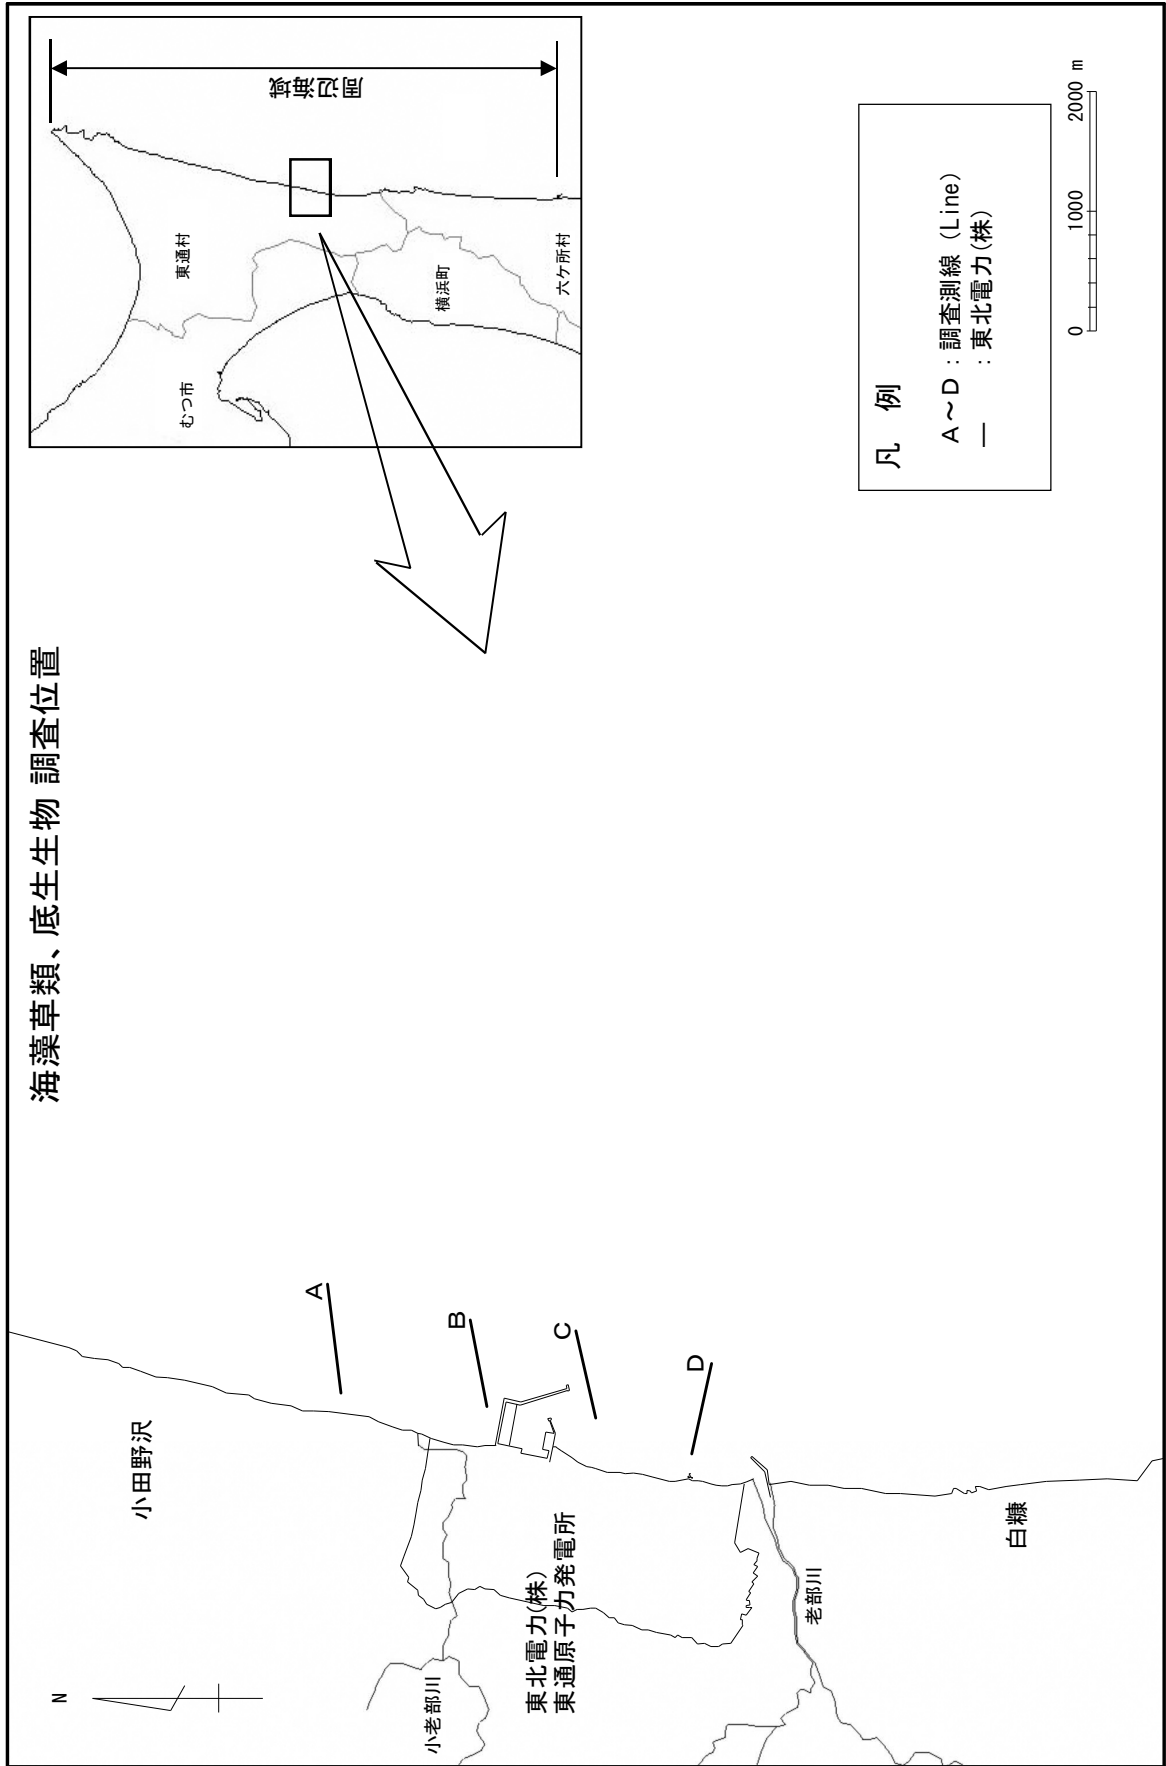 海藻草類、底生生物 調査位置
N
小田野沢
小老部川
東北電力(株)
東通原子力発電所
老部川
白糠
A
B
C
D
むつ市
東通村
横浜町
六ケ所村
周辺海域
凡 例
A～D : 調査測線 (Line)
― : 東北電力(株)
0 1000 2000 m